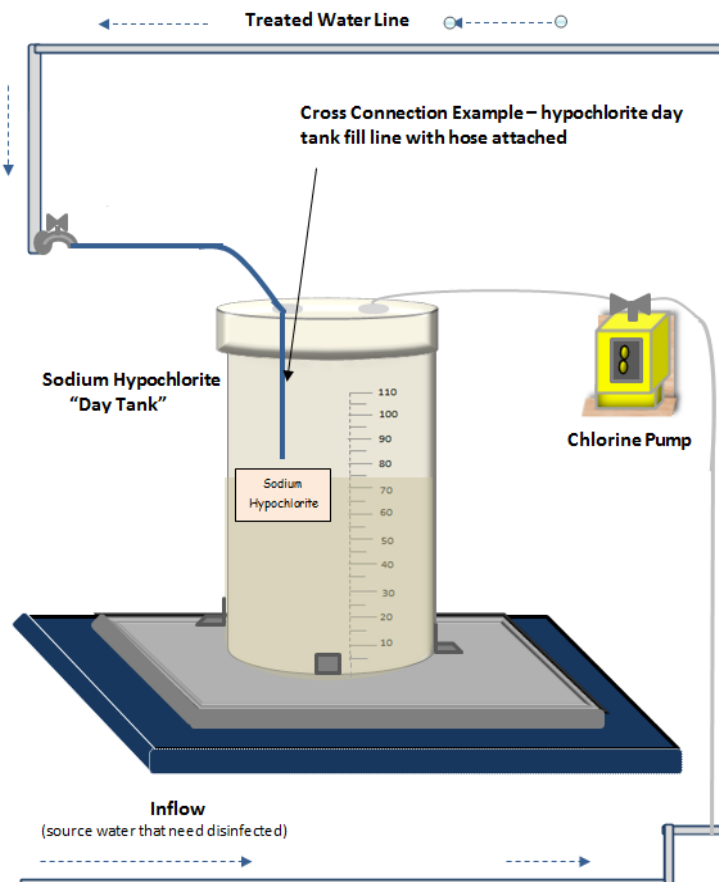 Treated Water Line
Cross Connection Example – hypochlorite day
tank fill line with hose attached
Sodium Hypochlorite
“Day Tank”
Chlorine Pump
110
100
90
80
70
60
50
40
30
20
10
Sodium
Hypochlorite
Inflow
(source water that need disinfected)